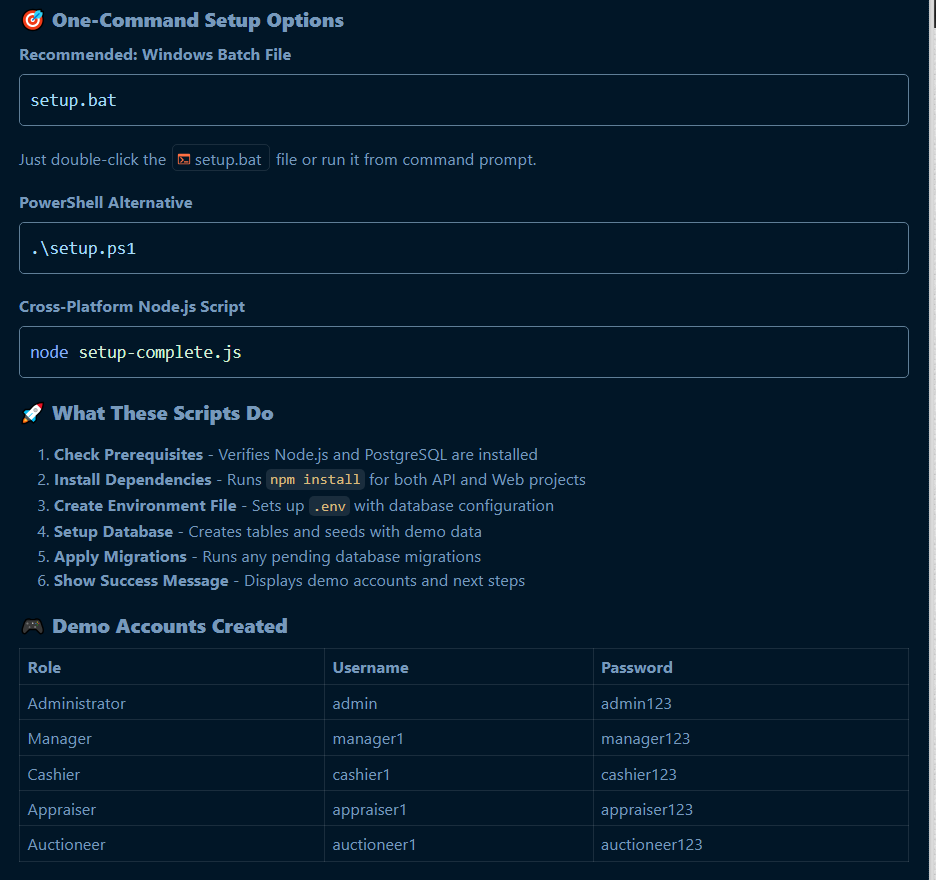 🎯 One-Command Setup Options
Recommended: Windows Batch File
setup.bat
Just double-click the setup.bat file or run it from command prompt.
PowerShell Alternative
.\setup.ps1
Cross-Platform Node.js Script
node setup-complete.js
🚀 What These Scripts Do
1. Check Prerequisites - Verifies Node.js and PostgreSQL are installed
2. Install Dependencies - Runs npm install for both API and Web projects
3. Create Environment File - Sets up .env with database configuration
4. Setup Database - Creates tables and seeds with demo data
5. Apply Migrations - Runs any pending database migrations
6. Show Success Message - Displays demo accounts and next steps
🎮 Demo Accounts Created
Role Username Password
Administrator admin admin123
Manager manager1 manager123
Cashier cashier1 cashier123
Appraiser appraiser1 appraiser123
Auctioneer auctioneer1 auctioneer123